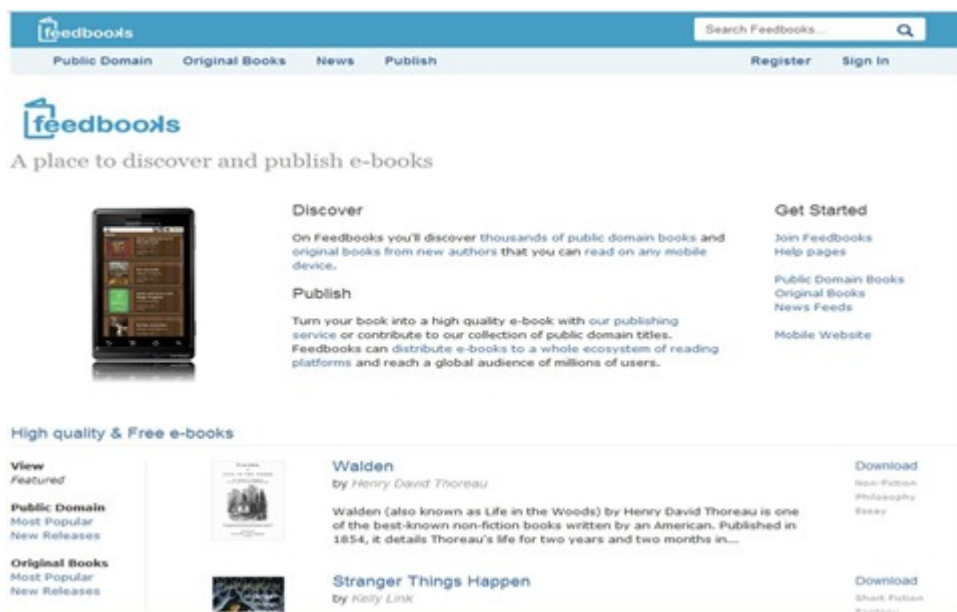 feedbooks
Search Feedbooks...
Public Domain Original Books News Publish Register Sign In
feedbooks
A place to discover and publish e-books
Discover
On Feedbooks you'll discover thousands of public domain books and
original books from new authors that you can read on any mobile
device.
Publish
Turn your book into a high quality e-book with our publishing
service or contribute to our collection of public domain titles.
Feedbooks can distribute e-books to a whole ecosystem of reading
platforms and reach a global audience of millions of users.
Get Started
Join Feedbooks
Help pages
Public Domain Books
Original Books
News Feeds
Mobile Website
High quality & Free e-books
View
Featured
Public Domain
Most Popular
New Releases
Original Books
Most Popular
New Releases
Walden
by Henry David Thoreau
Walden (also known as Life in the Woods) by Henry David Thoreau is one
of the best-known non-fiction books written by an American. Published in
1854, it details Thoreau's life for two years and two months in...
Download
Non-Fiction
Philosophy
Essay
Stranger Things Happen
by Kelly Link
Download
Short Fiction
Fantasy